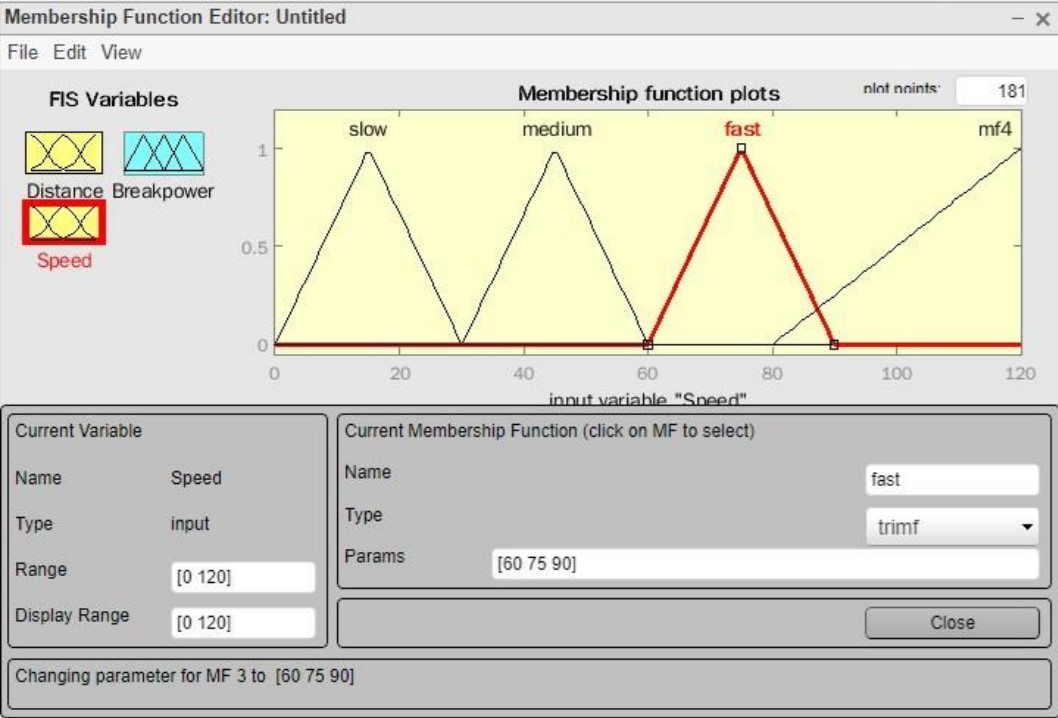 Membership Function Editor: Untitled
File Edit View
FIS Variables
Distance Breakpower
Speed
Membership function plots
plot points: 181
slow medium fast mf4
1
0.5
0
0 20 40 60 80 100 120
input variable "Speed"
Current Variable
Name Speed
Type input
Range [0 120]
Display Range [0 120]
Current Membership Function (click on MF to select)
Name fast
Type trimf
Params [60 75 90]
Close
Changing parameter for MF 3 to [60 75 90]